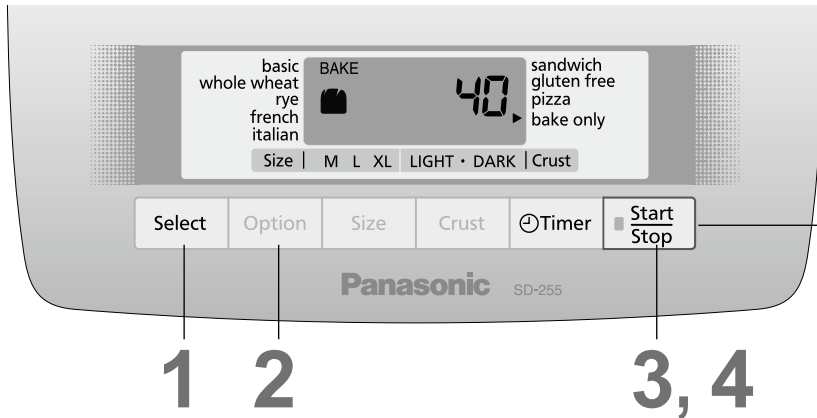 basic
whole wheat
rye
french
italian
BAKE
40
sandwich
gluten free
pizza
bake only
Size | M L XL LIGHT • DARK | Crust
Select
Option
Size
Crust
Timer
Start
Stop
Panasonic SD-255
1 2 3, 4